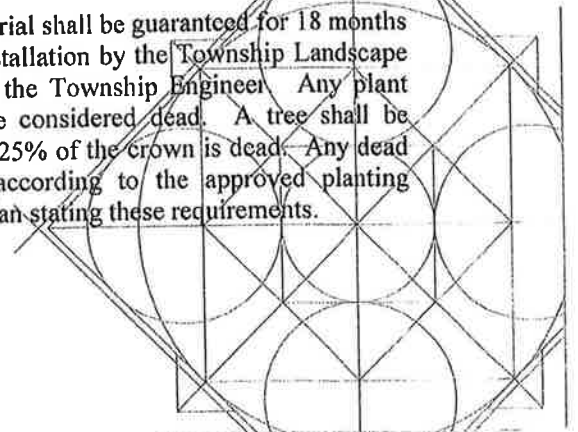 rial shall be guaranteed for 18 months
stallation by the Township Landscape
the Township Engineer. Any plant
e considered dead. A tree shall be
25% of the crown is dead. Any dead
according to the approved planting
an stating these requirements.